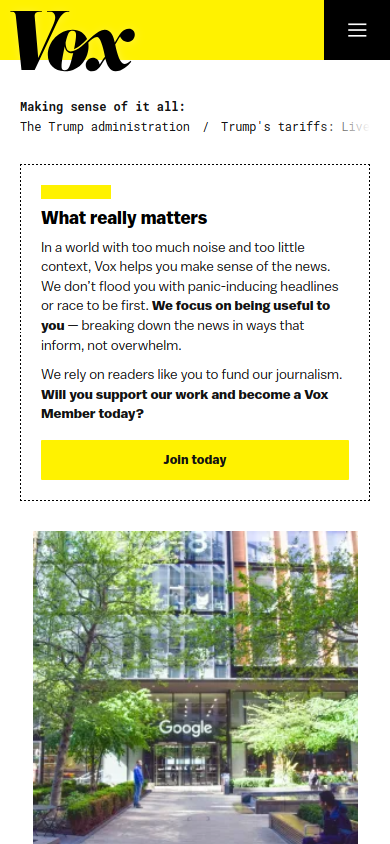 Vox
Making sense of it all:
The Trump administration / Trump's tariffs: Live
What really matters
In a world with too much noise and too little
context, Vox helps you make sense of the news.
We don't flood you with panic-inducing headlines
or race to be first. We focus on being useful to
you — breaking down the news in ways that
inform, not overwhelm.
We rely on readers like you to fund our journalism.
Will you support our work and become a Vox
Member today?
Join today
Google